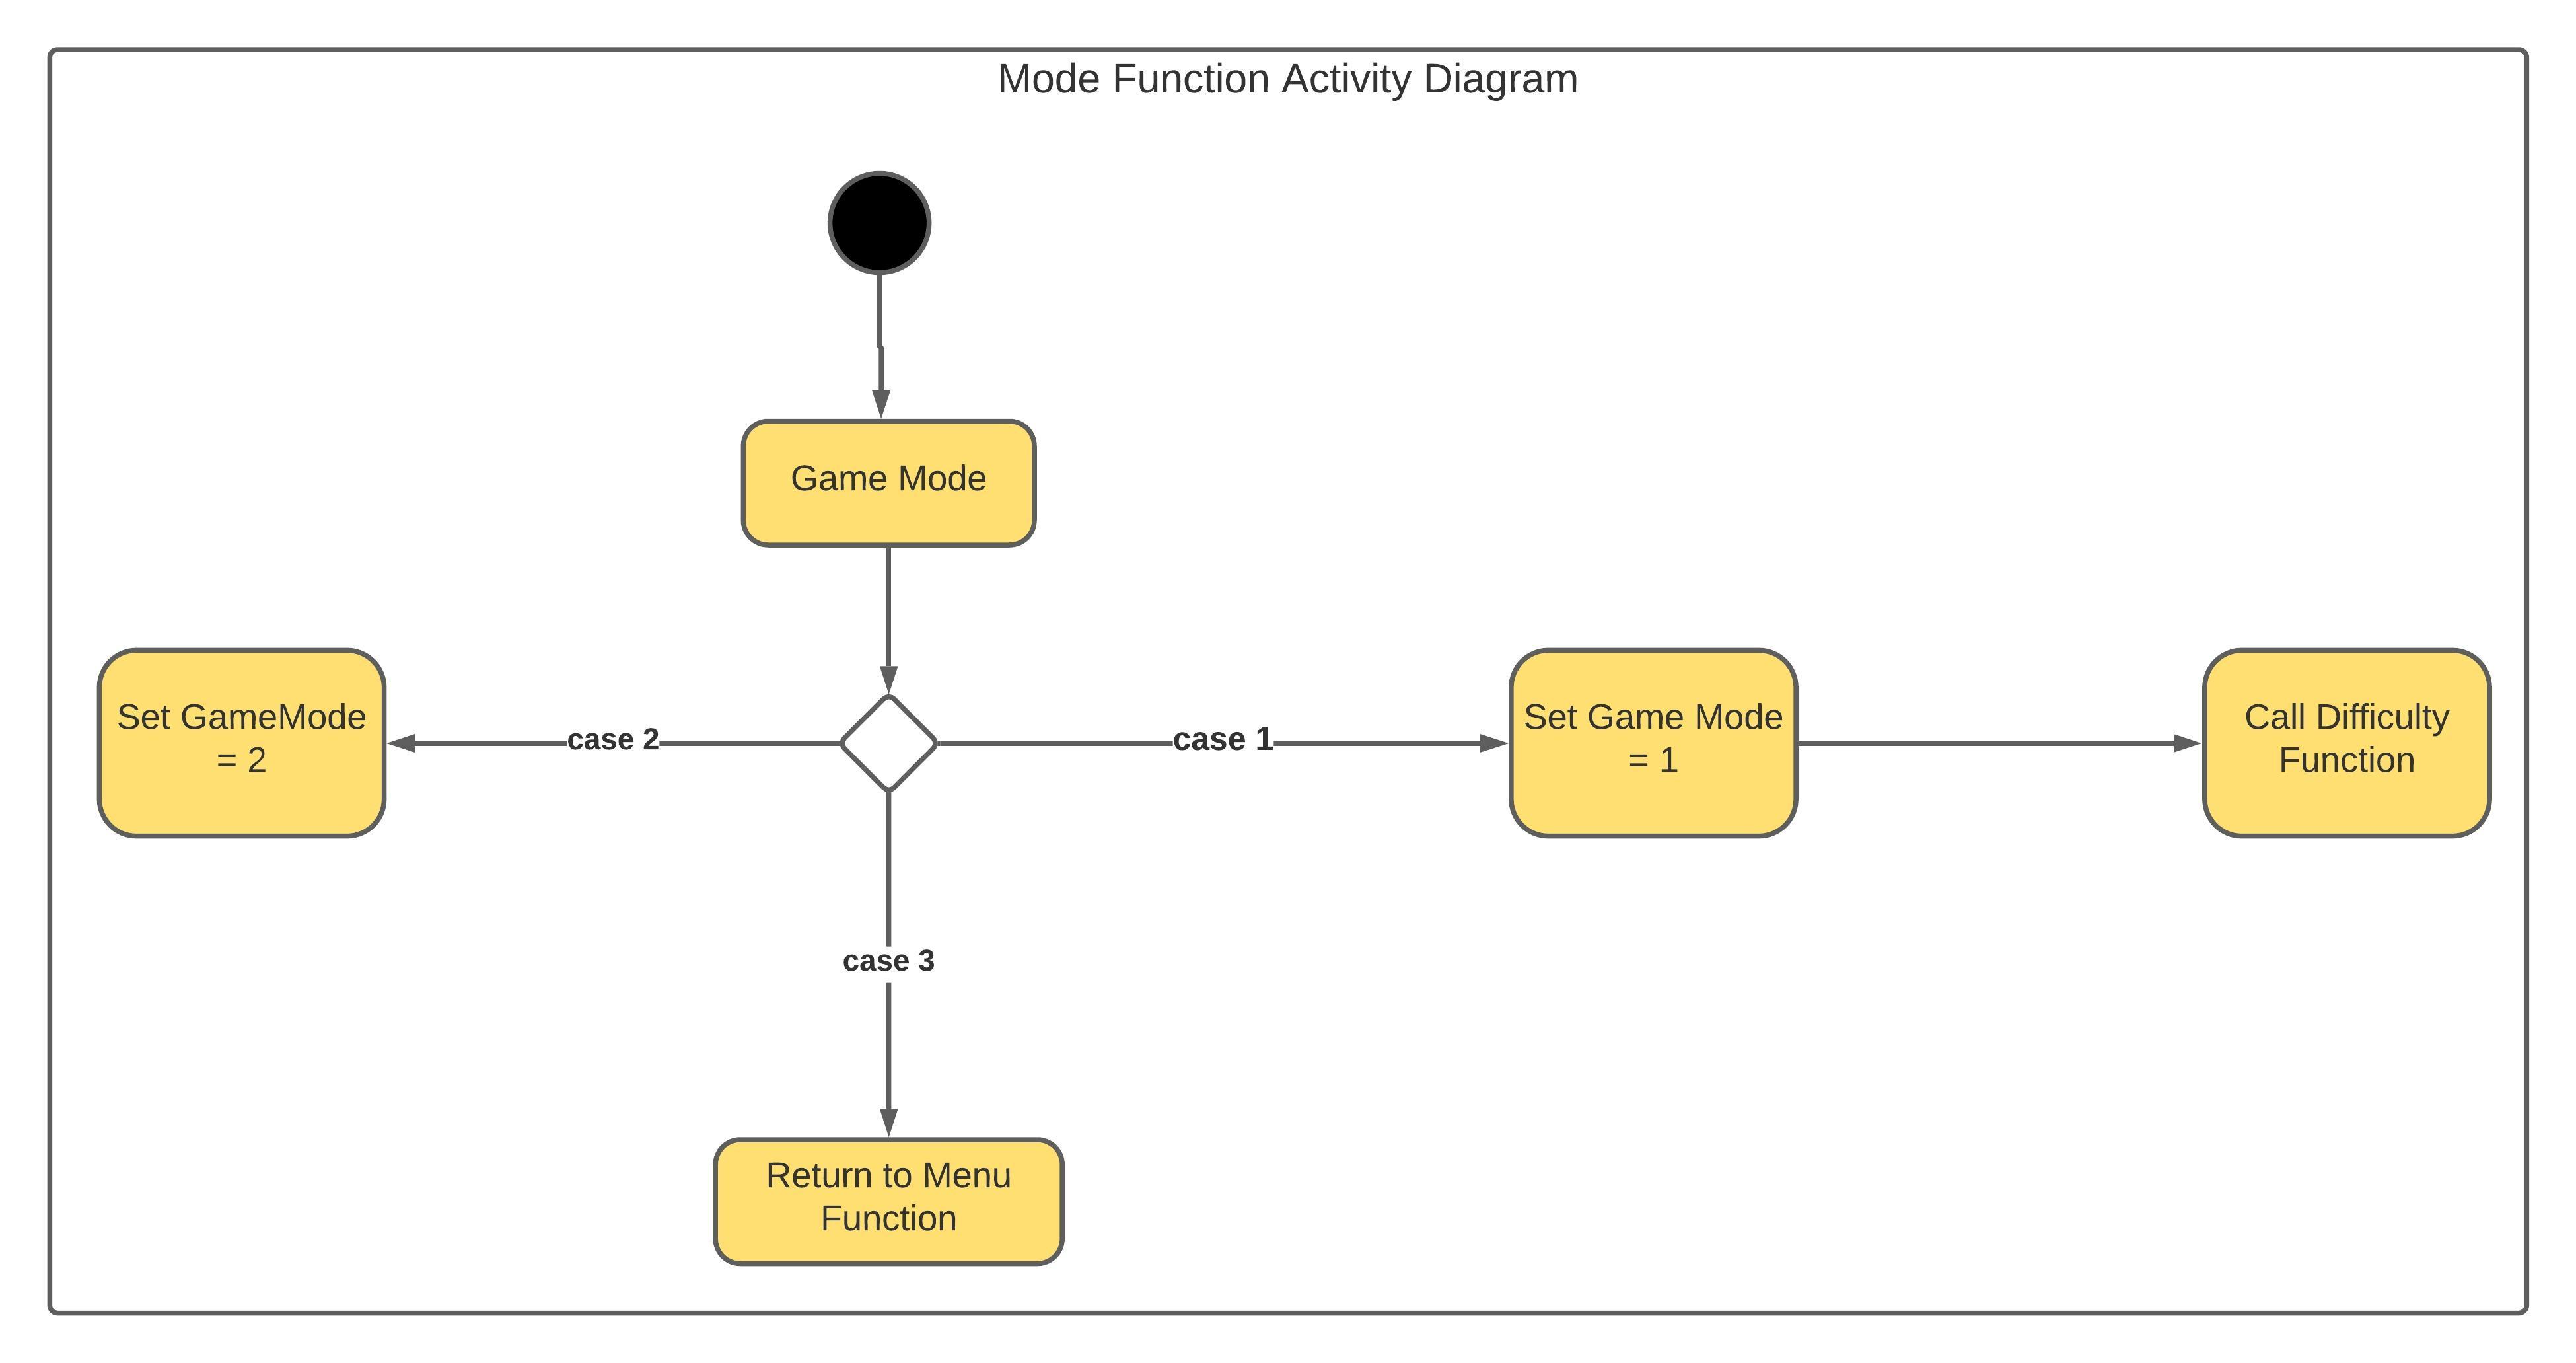 Mode Function Activity Diagram
Game Mode
Set GameMode
= 2
case 2
case 1
Set Game Mode
= 1
Call Difficulty
Function
case 3
Return to Menu
Function